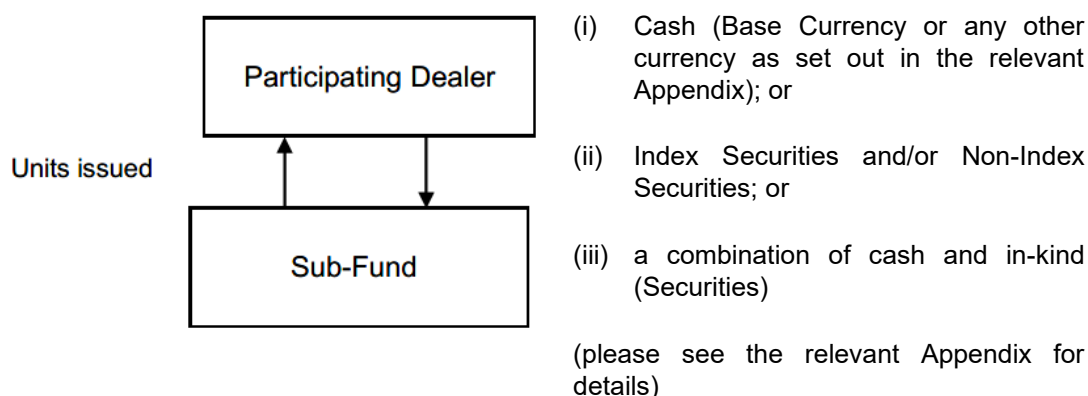 Participating Dealer
Units issued
Sub-Fund
(i) Cash (Base Currency or any other
currency as set out in the relevant
Appendix); or
(ii) Index Securities and/or Non-Index
Securities; or
(iii) a combination of cash and in-kind
(Securities)
(please see the relevant Appendix for
details)